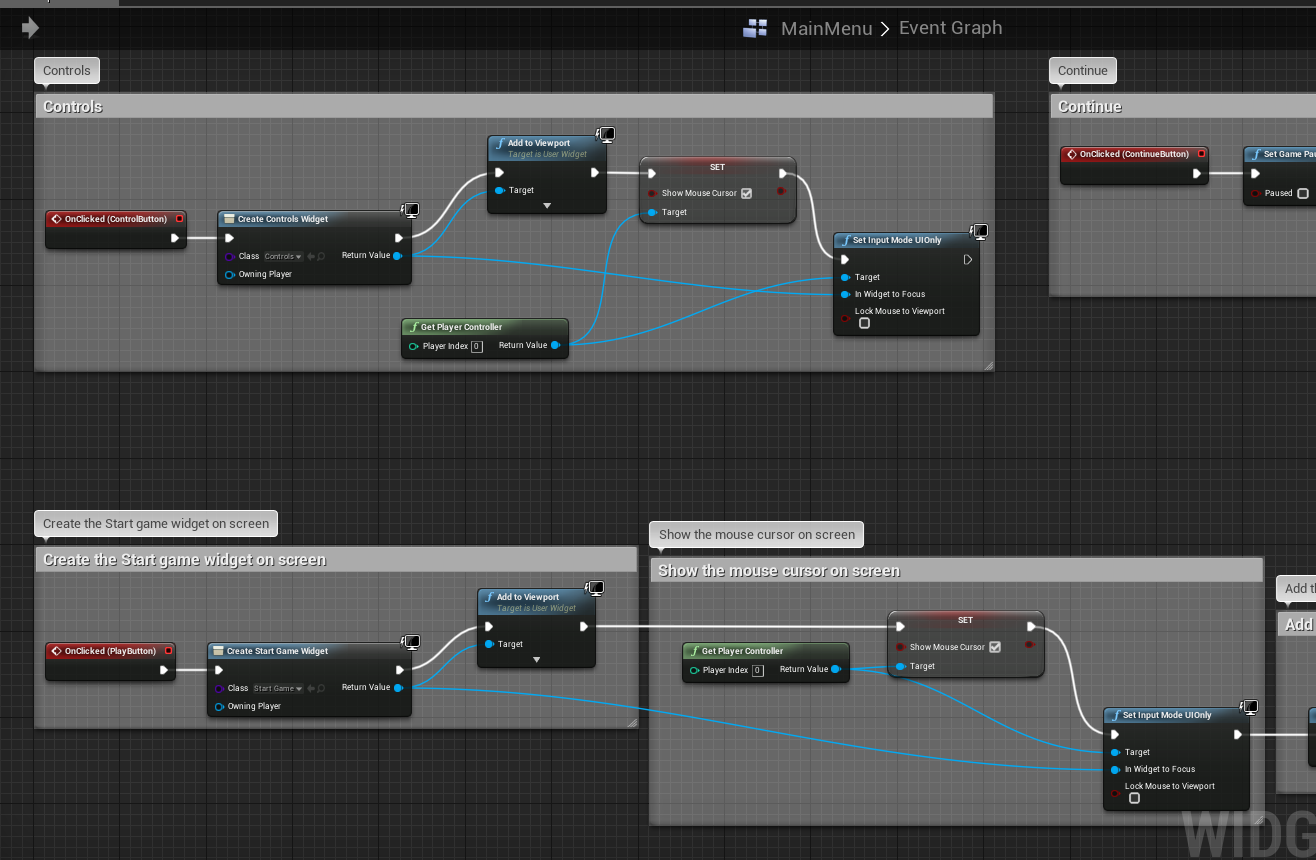 MainMenu > Event Graph
Controls
Controls
Add to Viewport
Target is User Widget
Target
SET
Show Mouse Cursor
Target
OnClicked (ControlButton)
Create Controls Widget
Class Controls
Return Value
Owning Player
Set Input Mode UIOnly
Target
In Widget to Focus
Lock Mouse to Viewport
Get Player Controller
Player Index 0
Return Value
Continue
Continue
OnClicked (ContinueButton)
Set Game Pau
Paused
Create the Start game widget on screen
Create the Start game widget on screen
Add to Viewport
Target is User Widget
Target
OnClicked (PlayButton)
Create Start Game Widget
Class Start Game
Return Value
Owning Player
Show the mouse cursor on screen
Show the mouse cursor on screen
SET
Show Mouse Cursor
Target
Get Player Controller
Player Index 0
Return Value
Set Input Mode UIOnly
Target
In Widget to Focus
Lock Mouse to Viewport
Add th
Add
WIDG